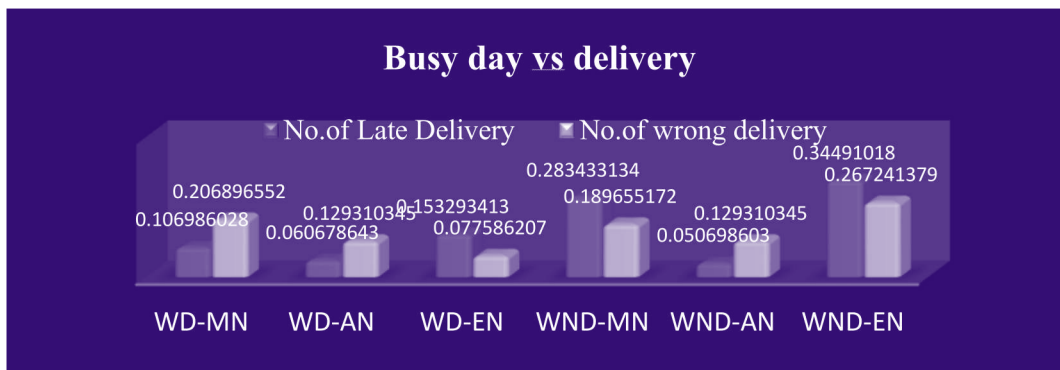 Busy day vs delivery
No.of Late Delivery No.of wrong delivery
0.34491018
0.283433134 0.267241379
0.206896552 0.189655172
0.129310345 0.153293413 0.129310345
0.106986028 0.060678643 0.077586207 0.050698603
WD-MN WD-AN WD-EN WND-MN WND-AN WND-EN